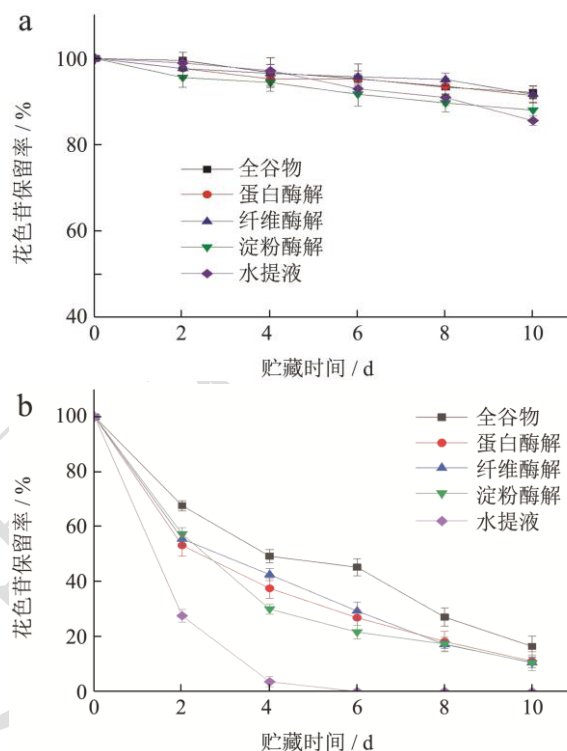 a
花色苷保留率 / %
100
80
60
40
全谷物
蛋白酶解
纤维酶解
淀粉酶解
水提液
0
2
4
6
8
10
贮藏时间 / d
b
花色苷保留率 / %
100
80
60
40
20
0
全谷物
蛋白酶解
纤维酶解
淀粉酶解
水提液
0
2
4
6
8
10
贮藏时间 / d